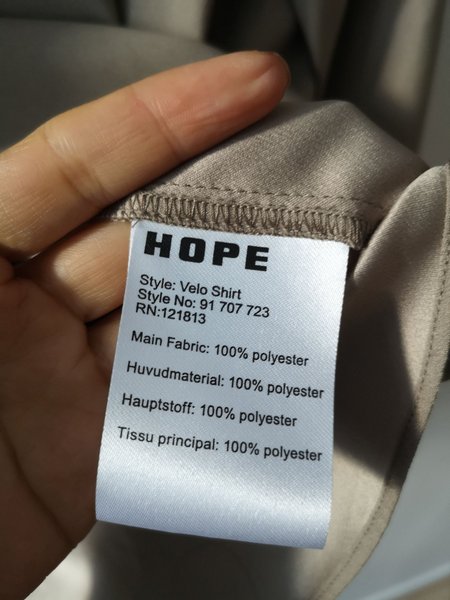 HOPE
Style: Velo Shirt
Style No: 91 707 723
RN:121813
Main Fabric: 100% polyester
Huvudmaterial: 100% polyester
Hauptstoff: 100% polyester
Tissu principal: 100% polyester